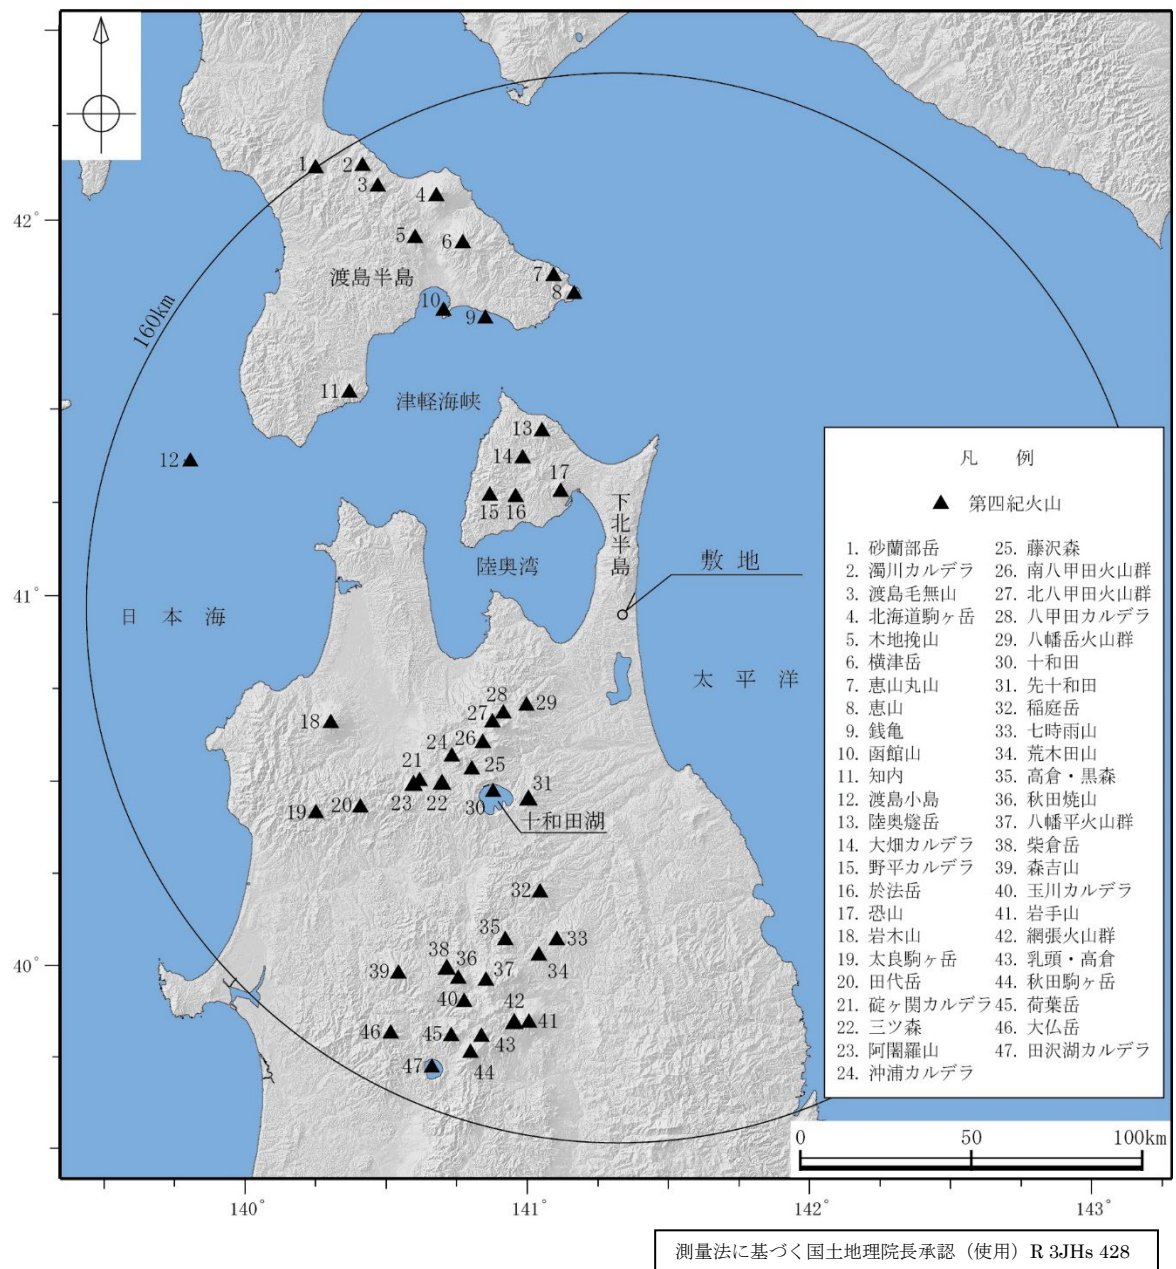 1
2
3
4
42°
5
6
渡島半島
7
8
10
9
160km
11
津軽海峡
13
12
14
17
15
16
下北半島
陸奥湾
敷 地
41°
日 本 海
太 平 洋
28
29
27
18
26
24
21
25
31
23
22
30
19
20
十和田湖
32
35
33
38
36
34
40°
39
37
40
42
41
46
45
43
47
44
凡 例
▲ 第四紀火山
1. 砂蘭部岳
2. 濁川カルデラ
3. 渡島毛無山
4. 北海道駒ヶ岳
5. 木地挽山
6. 横津岳
7. 恵山丸山
8. 恵山
9. 銭亀
10. 函館山
11. 知内
12. 渡島小島
13. 陸奥燧岳
14. 大畑カルデラ
15. 野平カルデラ
16. 於法岳
17. 恐山
18. 岩木山
19. 太良駒ヶ岳
20. 田代岳
21. 碇ヶ関カルデラ
22. 三ツ森
23. 阿闍羅山
24. 沖浦カルデラ
25. 藤沢森
26. 南八甲田火山群
27. 北八甲田火山群
28. 八甲田カルデラ
29. 八幡岳火山群
30. 十和田
31. 先十和田
32. 稲庭岳
33. 七時雨山
34. 荒木田山
35. 高倉・黒森
36. 秋田焼山
37. 八幡平火山群
38. 柴倉岳
39. 森吉山
40. 玉川カルデラ
41. 岩手山
42. 網張火山群
43. 乳頭・高倉
44. 秋田駒ヶ岳
45. 荷葉岳
46. 大仏岳
47. 田沢湖カルデラ
0 50 100km
140° 141° 142° 143°
測量法に基づく国土地理院長承認（使用）R 3JHs 428